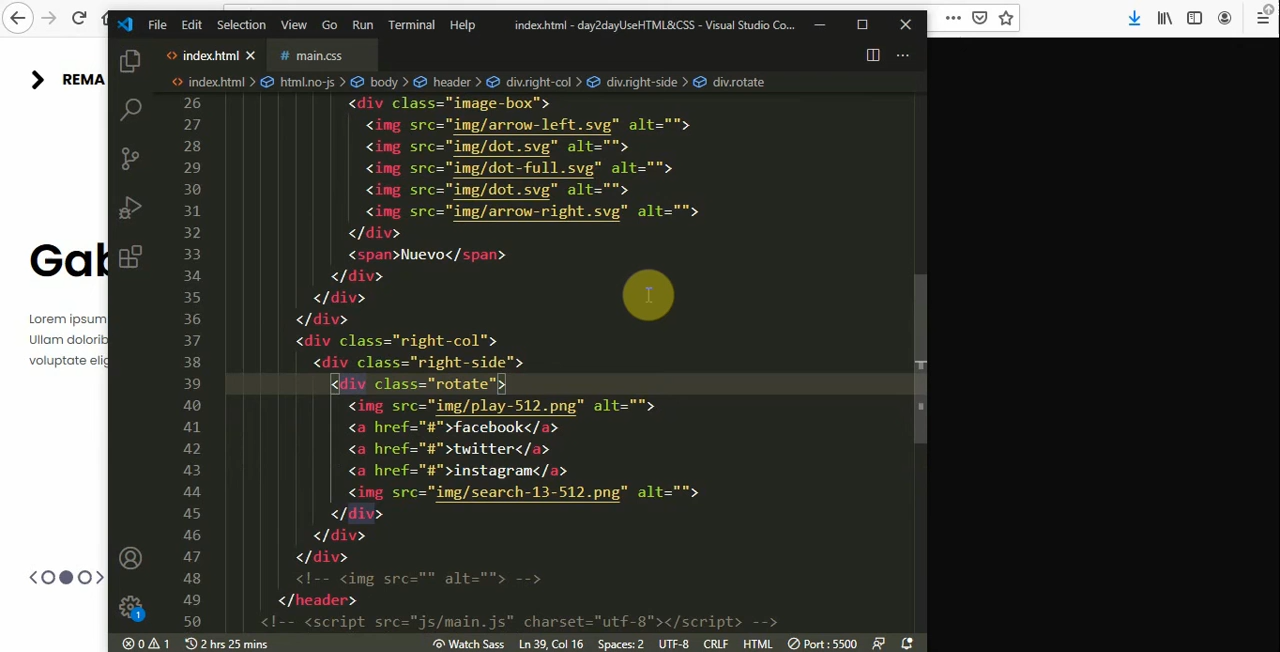 File Edit Selection View Go Run Terminal Help index.html - day2dayUseHTML&CSS - Visual Studio Co...
index.html main.css
index.html > html.no-js > body > header > div.right-col > div.right-side > div.rotate
REMA
Gab
Lorem ipsum
Ullam dolorib
voluptate elig
26 <div class="image-box">
27 <img src="img/arrow-left.svg" alt="">
28 <img src="img/dot.svg" alt="">
29 <img src="img/dot-full.svg" alt="">
30 <img src="img/dot.svg" alt="">
31 <img src="img/arrow-right.svg" alt="">
32 </div>
33 <span>Nuevo</span>
34 </div>
35 </div>
36 </div>
37 <div class="right-col">
38 <div class="right-side">
39 <div class="rotate">
40 <img src="img/play-512.png" alt="">
41 <a href="#">facebook</a>
42 <a href="#">twitter</a>
43 <a href="#">instagram</a>
44 <img src="img/search-13-512.png" alt="">
45 </div>
46 </div>
47 </div>
48 <!-- <img src="" alt=""> -->
49 </header>
50 <!-- <script src="js/main.js" charset="utf-8"></script> -->
1
0 1 2 hrs 25 mins Watch Sass Ln 39, Col 16 Spaces: 2 UTF-8 CRLF HTML Port : 5500